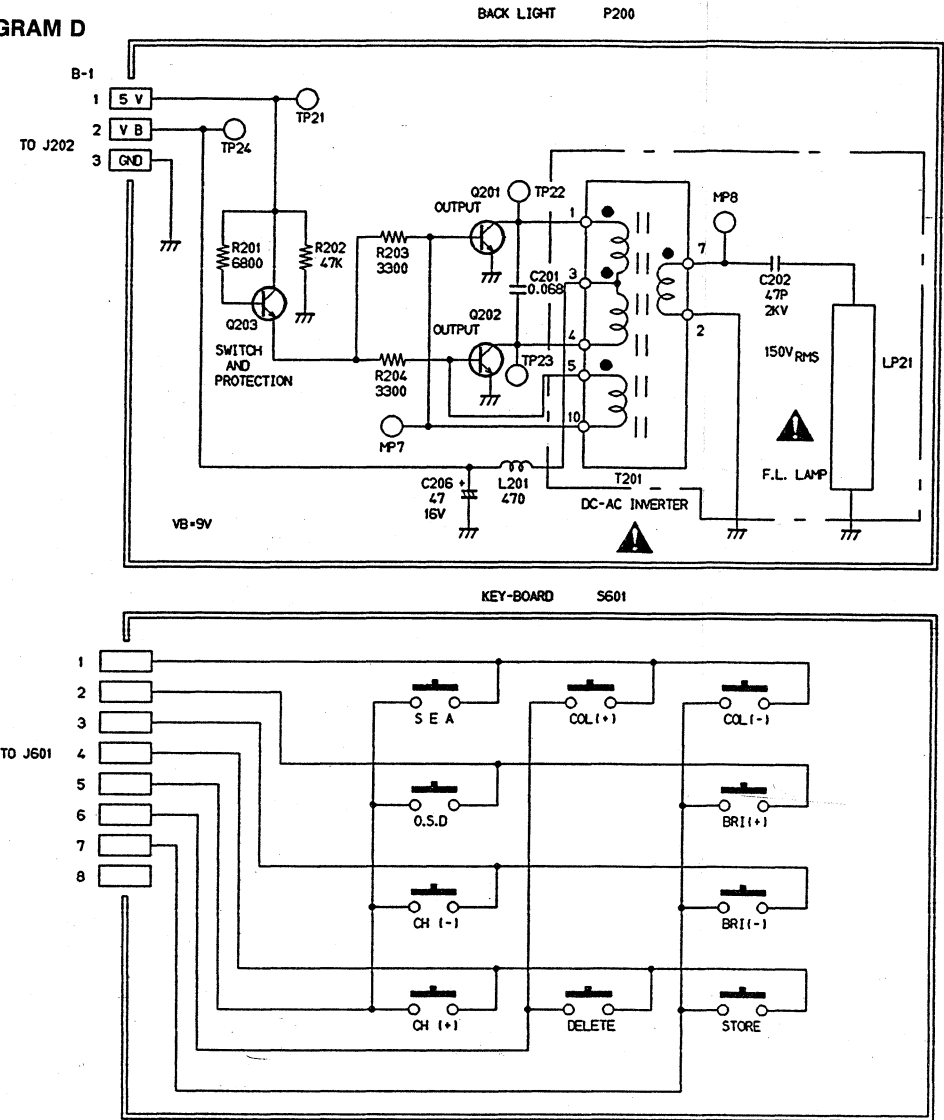 BACK LIGHT P200
GRAM D
B-1
1 5 V
TP21
2 V B
TP24
TO J202
3 GND
Q201
OUTPUT
TP22
MP8
1
7
R201
6800
R202
47K
R203
3300
3
C201
0.068
C202
47P
2KV
Q203
Q202
OUTPUT
4
2
SWITCH
AND
PROTECTION
TP23
5
150V RMS
LP21
R204
3300
10
MP7
C206 +
47
16V
L201
470
T201
F.L. LAMP
DC-AC INVERTER
VB=9V
KEY-BOARD S601
1
2
3
TO J601
4
5
6
7
8
S E A
COL(+)
COL(-)
O.S.D
BRI(+)
CH (-)
BRI(-)
CH (+)
DELETE
STORE